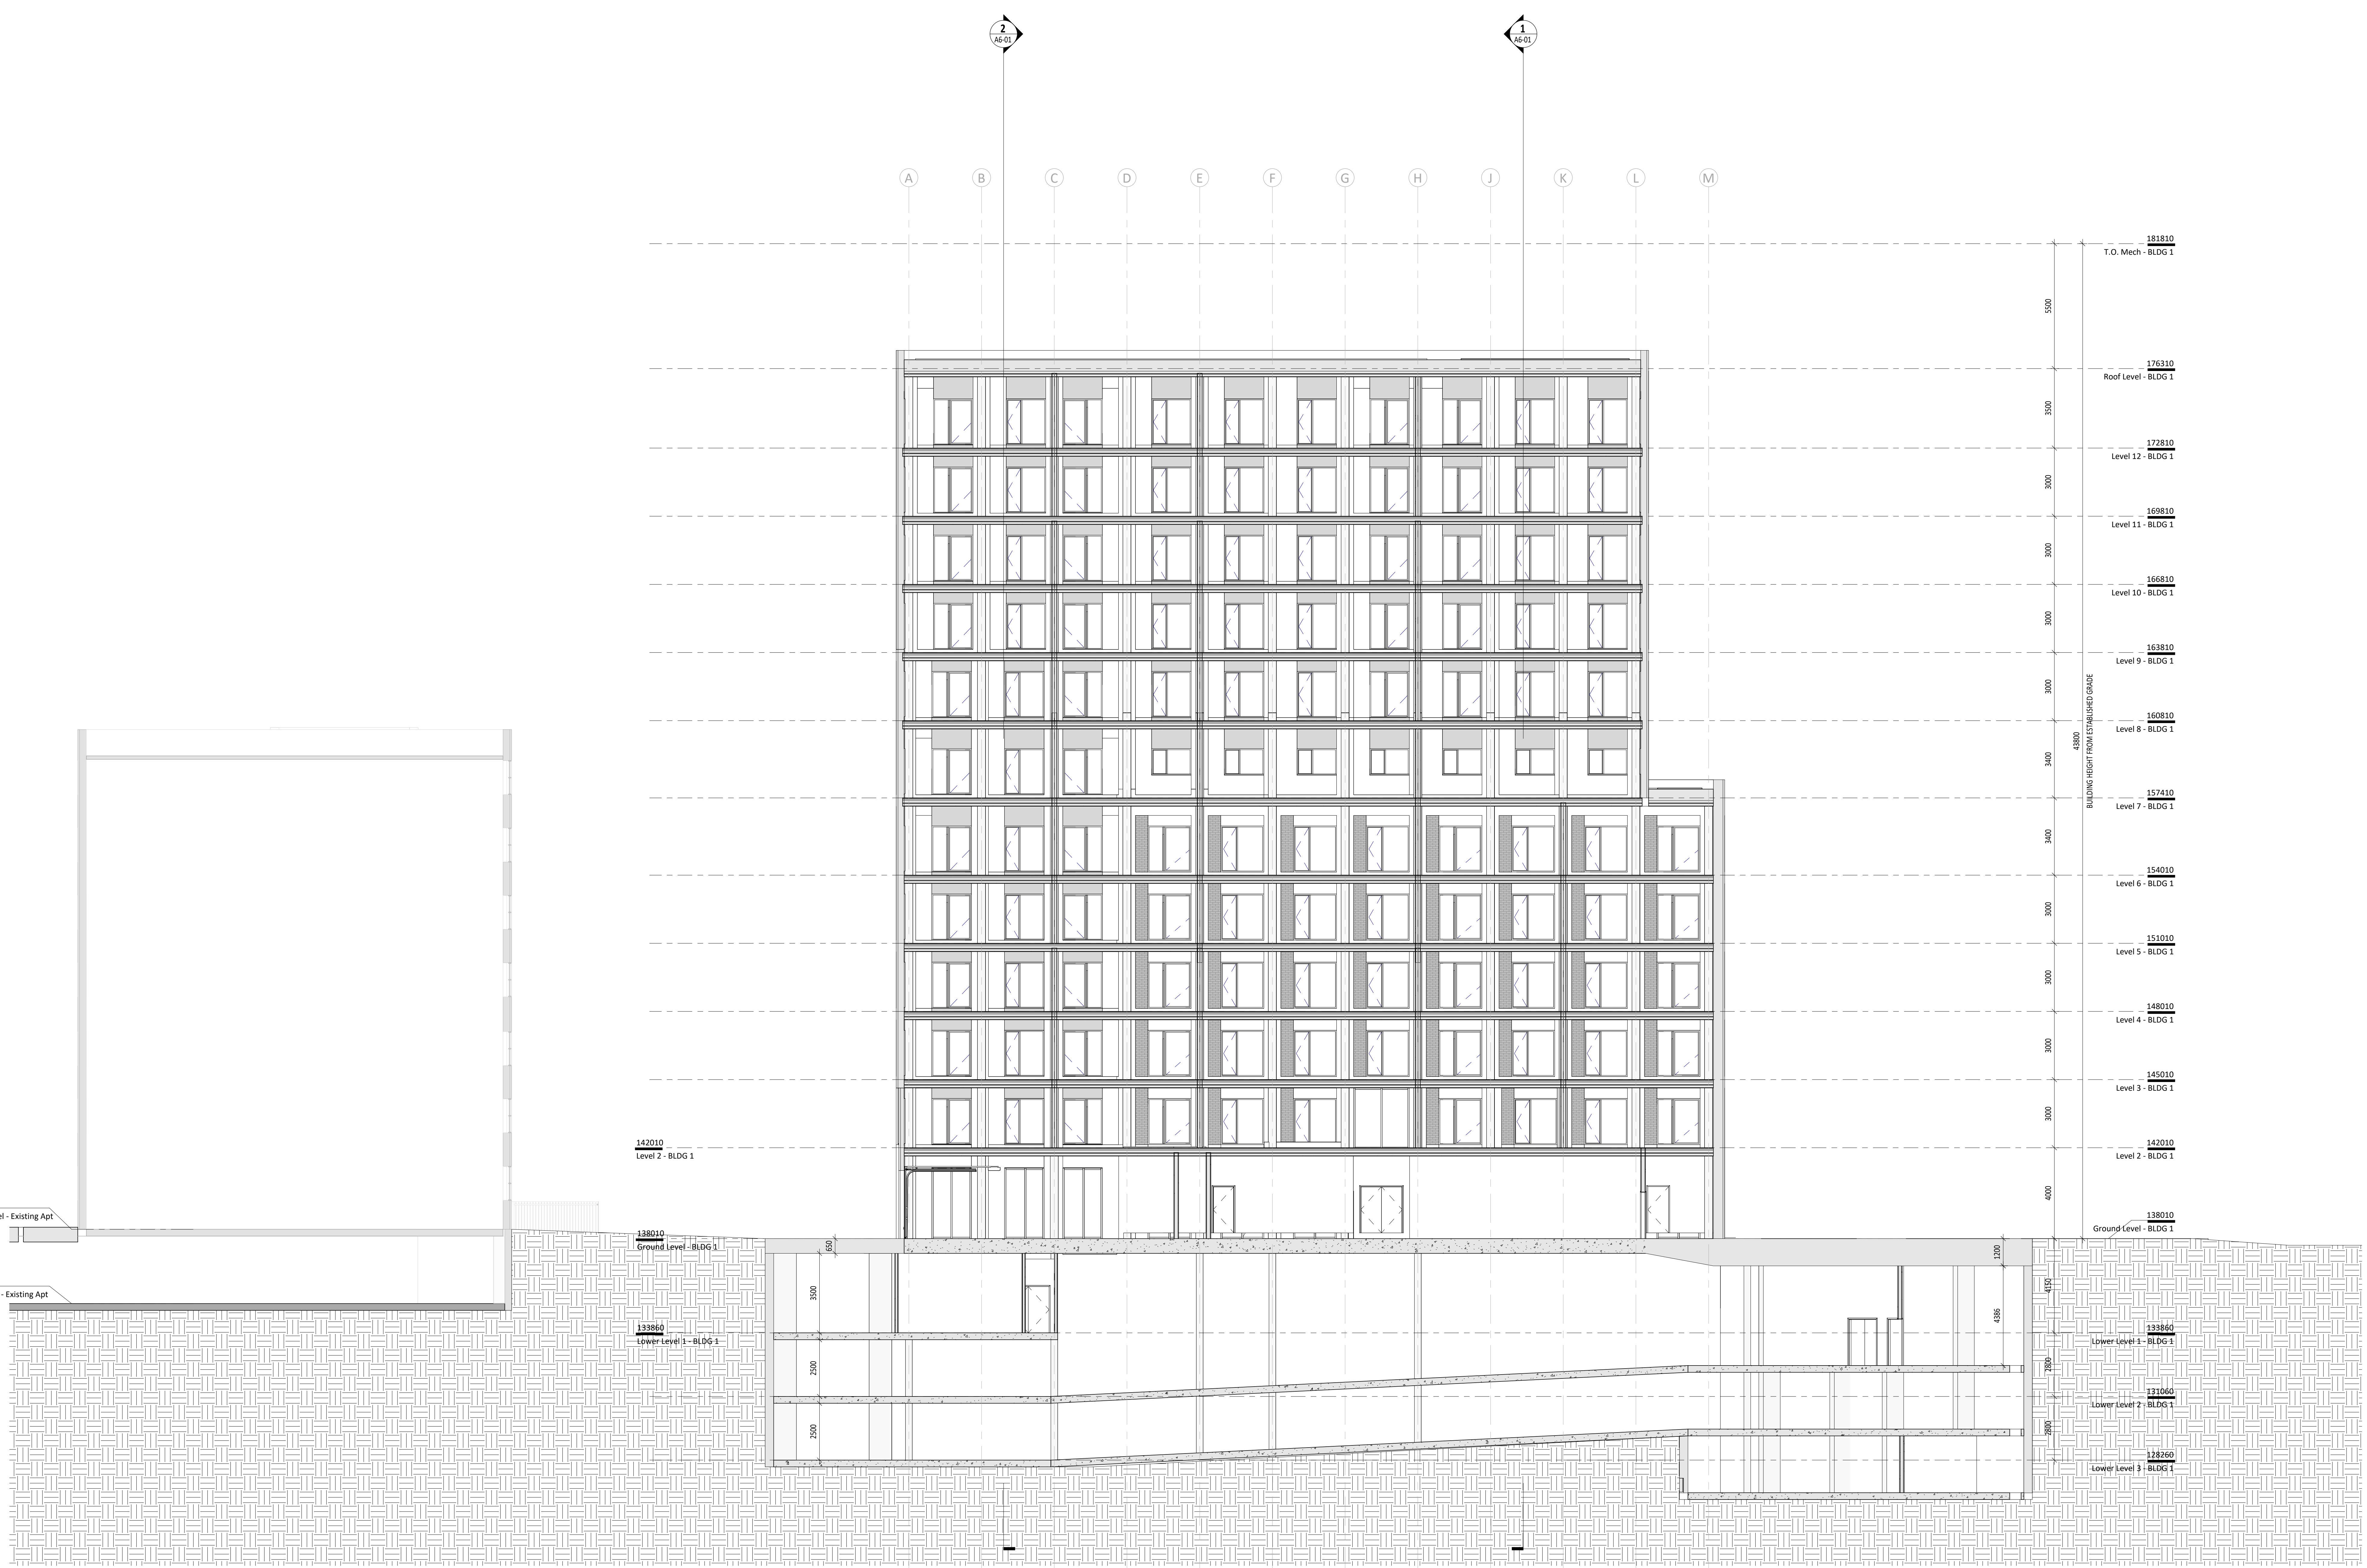 2
A6-01
1
A6-01
A
B
C
D
E
F
G
H
J
K
L
M
181810
T.O. Mech - BLDG 1
5500
176310
Roof Level - BLDG 1
3500
172810
Level 12 - BLDG 1
3000
169810
Level 11 - BLDG 1
3000
166810
Level 10 - BLDG 1
3000
163810
Level 9 - BLDG 1
3000
160810
Level 8 - BLDG 1
43800
BUILDING HEIGHT FROM ESTABLISHED GRADE
3400
157410
Level 7 - BLDG 1
3400
154010
Level 6 - BLDG 1
3000
151010
Level 5 - BLDG 1
3000
148010
Level 4 - BLDG 1
3000
145010
Level 3 - BLDG 1
3000
142010
Level 2 - BLDG 1
142010
Level 2 - BLDG 1
4000
el - Existing Apt
138010
Ground Level - BLDG 1
138010
Ground Level - BLDG 1
650
1200
4150
- Existing Apt
3500
4386
133860
Lower Level 1 - BLDG 1
133860
Lower Level 1 - BLDG 1
2500
2800
131060
Lower Level 2 - BLDG 1
2500
2800
128260
Lower Level 3 - BLDG 1